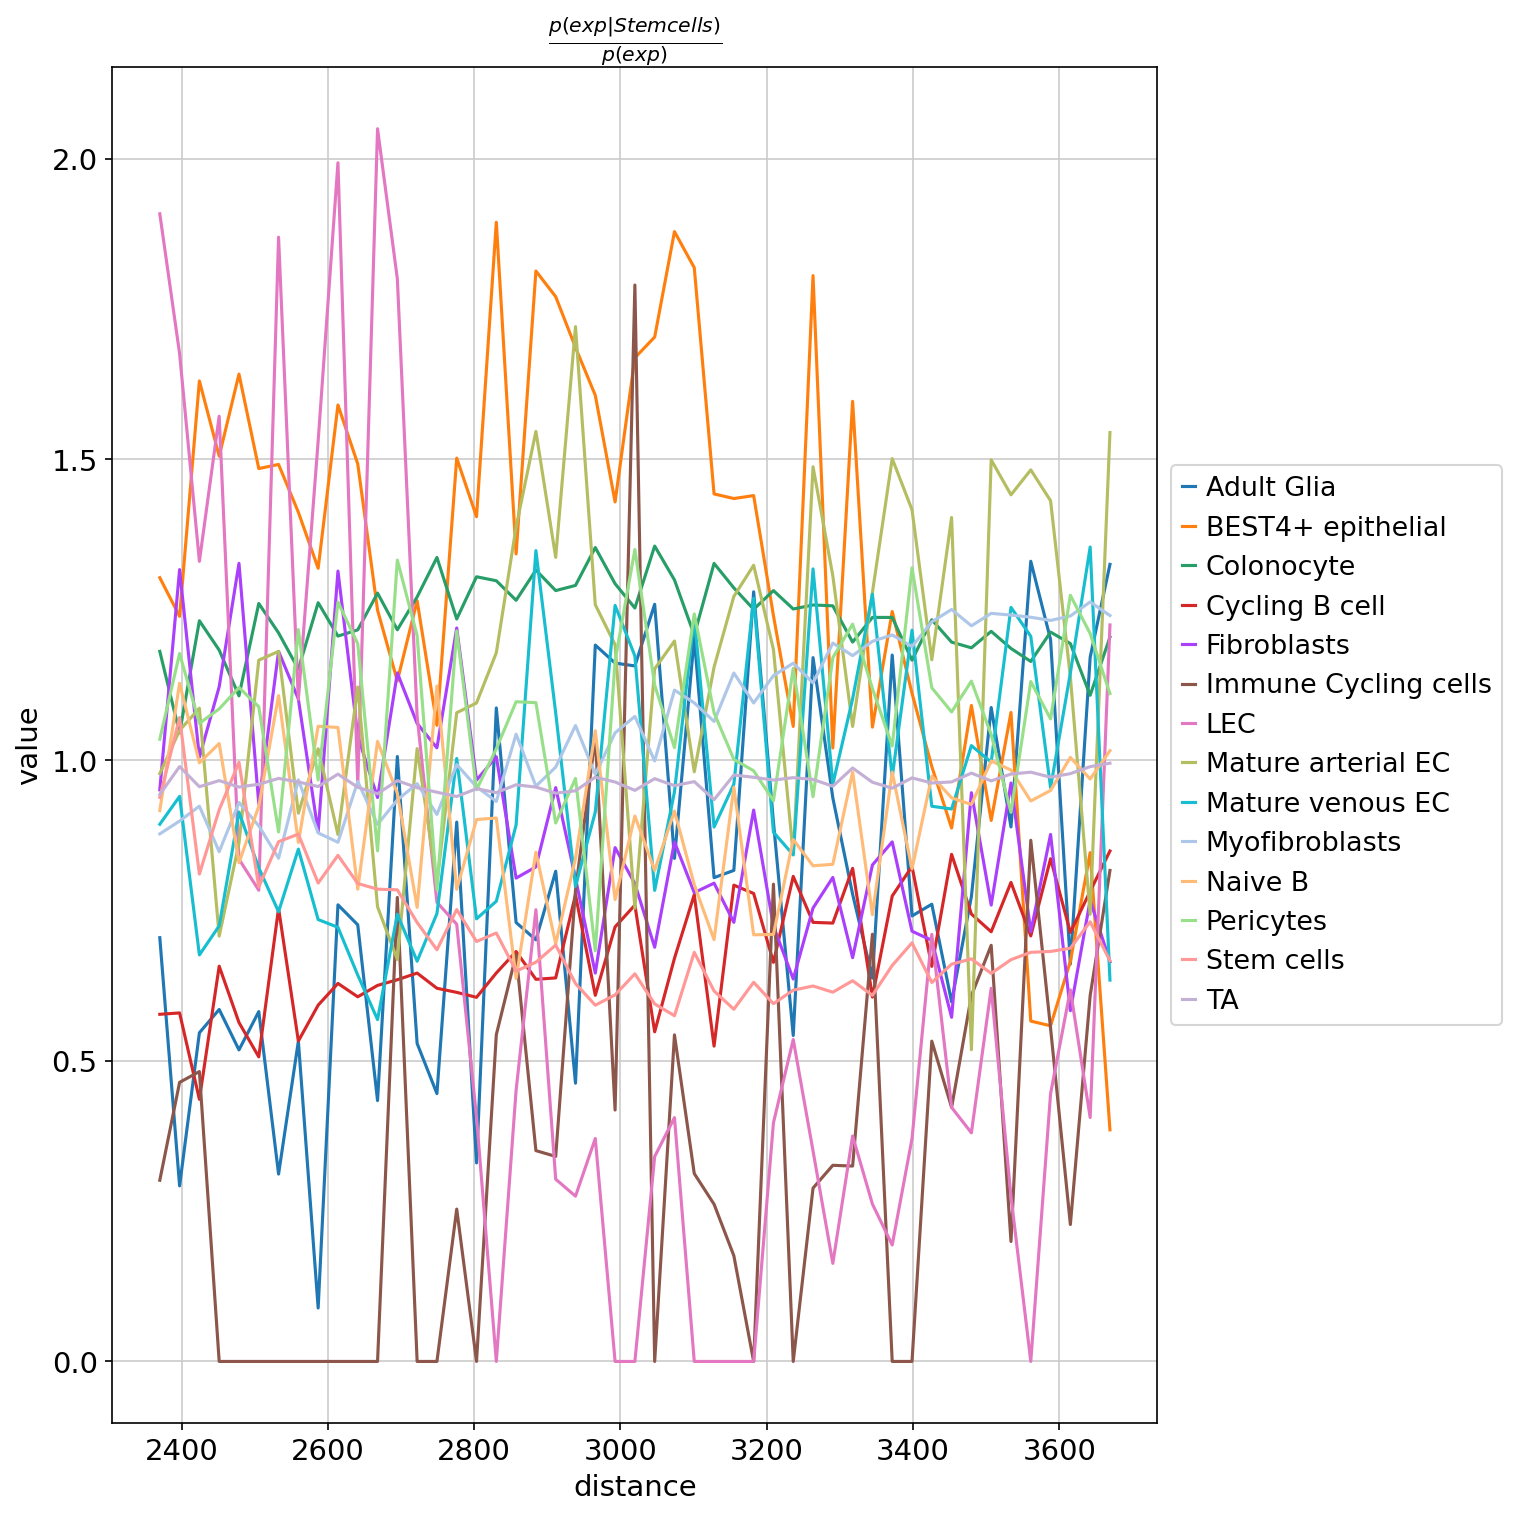 p(exp|Stemcells)
p(exp)
2.0
1.5
1.0
0.5
0.0
value
2400 2600 2800 3000 3200 3400 3600
distance
Adult Glia
BEST4+ epithelial
Colonocyte
Cycling B cell
Fibroblasts
Immune Cycling cells
LEC
Mature arterial EC
Mature venous EC
Myofibroblasts
Naive B
Pericytes
Stem cells
TA